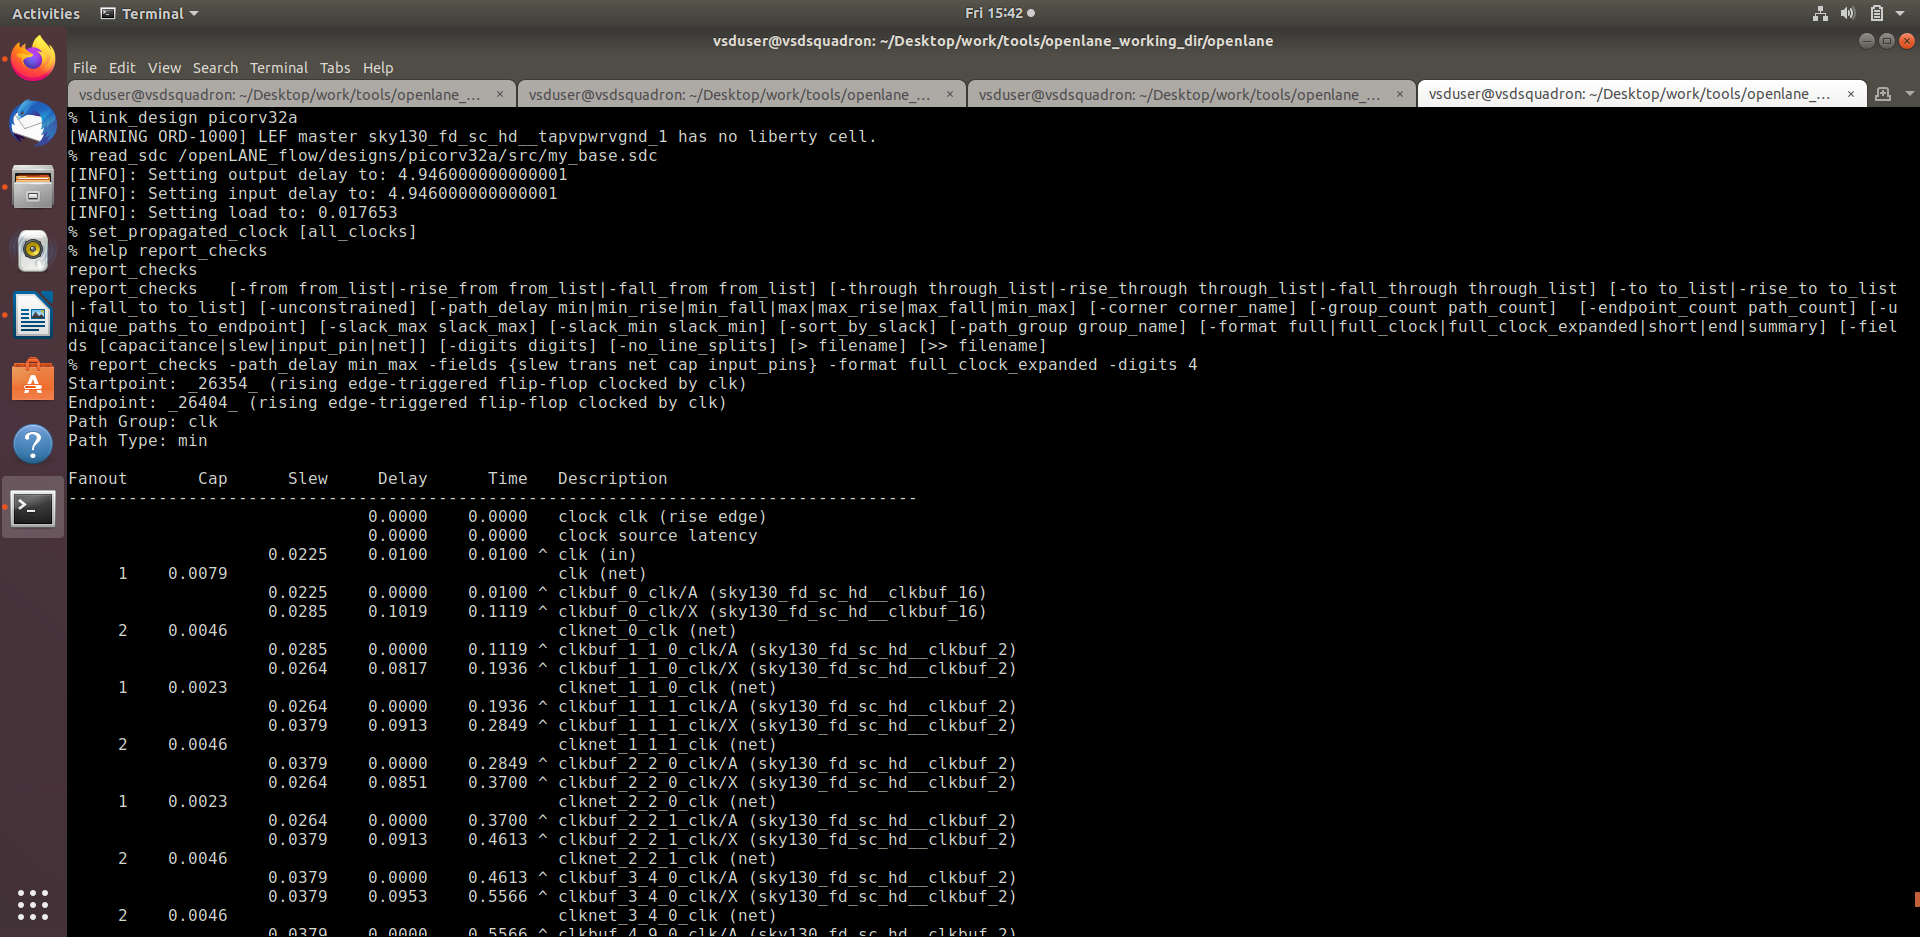 Activities Terminal Fri 15:42
vsduser@vsdsquadron: ~/Desktop/work/tools/openlane_working_dir/openlane
File Edit View Search Terminal Tabs Help
vsduser@vsdsquadron: ~/Desktop/work/tools/openlane_... × vsduser@vsdsquadron: ~/Desktop/work/tools/openlane_... × vsduser@vsdsquadron: ~/Desktop/work/tools/openlane_... × vsduser@vsdsquadron: ~/Desktop/work/tools/openlane_... ×
% link_design picorv32a
[WARNING ORD-1000] LEF master sky130_fd_sc_hd__tapvpwrvgnd_1 has no liberty cell.
% read_sdc /openLANE_flow/designs/picorv32a/src/my_base.sdc
[INFO]: Setting output delay to: 4.946000000000001
[INFO]: Setting input delay to: 4.946000000000001
[INFO]: Setting load to: 0.017653
% set_propagated_clock [all_clocks]
% help report_checks
report_checks
report_checks   [-from from_list|-rise_from from_list|-fall_from from_list] [-through through_list|-rise_through through_list|-fall_through through_list] [-to to_list|-rise_to to_list
|-fall_to to_list] [-unconstrained] [-path_delay min|min_rise|min_fall|max|max_rise|max_fall|min_max] [-corner corner_name] [-group_count path_count]  [-endpoint_count path_count] [-u
nique_paths_to_endpoint] [-slack_max slack_max] [-slack_min slack_min] [-sort_by_slack] [-path_group group_name] [-format full|full_clock|full_clock_expanded|short|end|summary] [-fiel
ds [capacitance|slew|input_pin|net]] [-digits digits] [-no_line_splits] [> filename] [>> filename]
% report_checks -path_delay min_max -fields {slew trans net cap input_pins} -format full_clock_expanded -digits 4
Startpoint: _26354_ (rising edge-triggered flip-flop clocked by clk)
Endpoint: _26404_ (rising edge-triggered flip-flop clocked by clk)
Path Group: clk
Path Type: min
Fanout       Cap      Slew     Delay      Time   Description
-------------------------------------------------------------------------------------
                              0.0000    0.0000   clock clk (rise edge)
                              0.0000    0.0000   clock source latency
                    0.0225    0.0100    0.0100 ^ clk (in)
     1    0.0079                                 clk (net)
                    0.0225    0.0000    0.0100 ^ clkbuf_0_clk/A (sky130_fd_sc_hd__clkbuf_16)
                    0.0285    0.1019    0.1119 ^ clkbuf_0_clk/X (sky130_fd_sc_hd__clkbuf_16)
     2    0.0046                                 clknet_0_clk (net)
                    0.0285    0.0000    0.1119 ^ clkbuf_1_1_0_clk/A (sky130_fd_sc_hd__clkbuf_2)
                    0.0264    0.0817    0.1936 ^ clkbuf_1_1_0_clk/X (sky130_fd_sc_hd__clkbuf_2)
     1    0.0023                                 clknet_1_1_0_clk (net)
                    0.0264    0.0000    0.1936 ^ clkbuf_1_1_1_clk/A (sky130_fd_sc_hd__clkbuf_2)
                    0.0379    0.0913    0.2849 ^ clkbuf_1_1_1_clk/X (sky130_fd_sc_hd__clkbuf_2)
     2    0.0046                                 clknet_1_1_1_clk (net)
                    0.0379    0.0000    0.2849 ^ clkbuf_2_2_0_clk/A (sky130_fd_sc_hd__clkbuf_2)
                    0.0264    0.0851    0.3700 ^ clkbuf_2_2_0_clk/X (sky130_fd_sc_hd__clkbuf_2)
     1    0.0023                                 clknet_2_2_0_clk (net)
                    0.0264    0.0000    0.3700 ^ clkbuf_2_2_1_clk/A (sky130_fd_sc_hd__clkbuf_2)
                    0.0379    0.0913    0.4613 ^ clkbuf_2_2_1_clk/X (sky130_fd_sc_hd__clkbuf_2)
     2    0.0046                                 clknet_2_2_1_clk (net)
                    0.0379    0.0000    0.4613 ^ clkbuf_3_4_0_clk/A (sky130_fd_sc_hd__clkbuf_2)
                    0.0379    0.0953    0.5566 ^ clkbuf_3_4_0_clk/X (sky130_fd_sc_hd__clkbuf_2)
     2    0.0046                                 clknet_3_4_0_clk (net)
                    0.0379    0.0000    0.5566 ^ clkbuf_4_9_0_clk/A (sky130_fd_sc_hd__clkbuf_2)